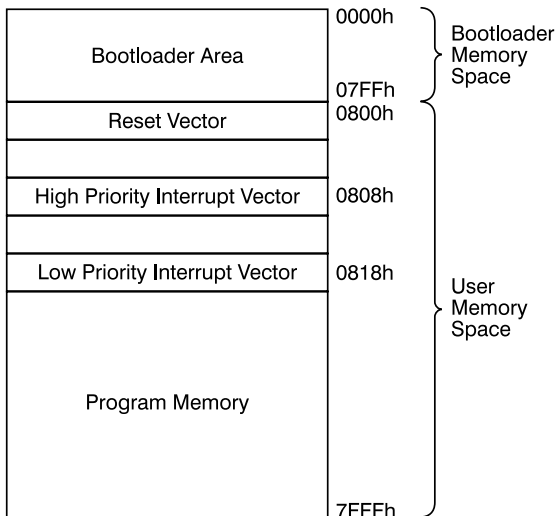 0000h
Bootloader Area
07FFh
Bootloader
Memory
Space
Reset Vector
0800h
High Priority Interrupt Vector
0808h
Low Priority Interrupt Vector
0818h
User
Memory
Space
Program Memory
7FFFh